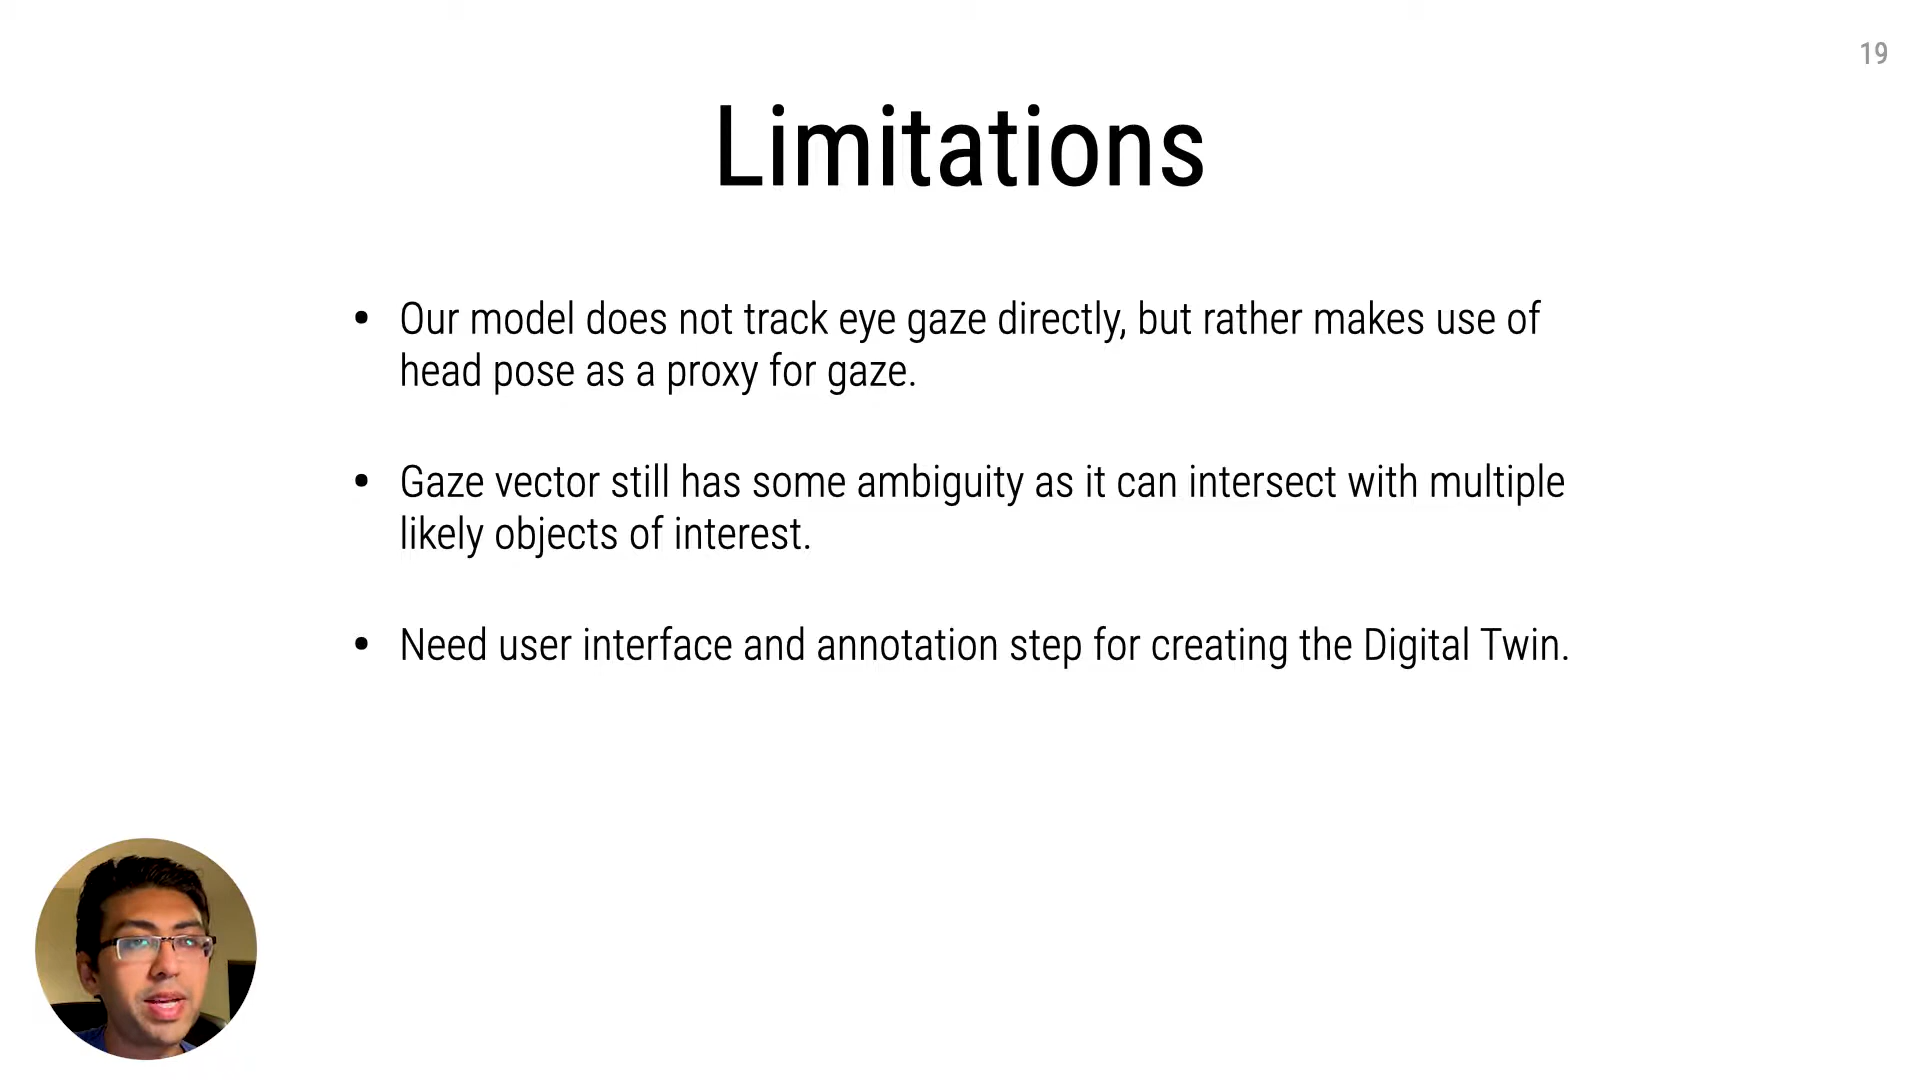 19
Limitations
• Our model does not track eye gaze directly, but rather makes use of
head pose as a proxy for gaze.
• Gaze vector still has some ambiguity as it can intersect with multiple
likely objects of interest.
• Need user interface and annotation step for creating the Digital Twin.